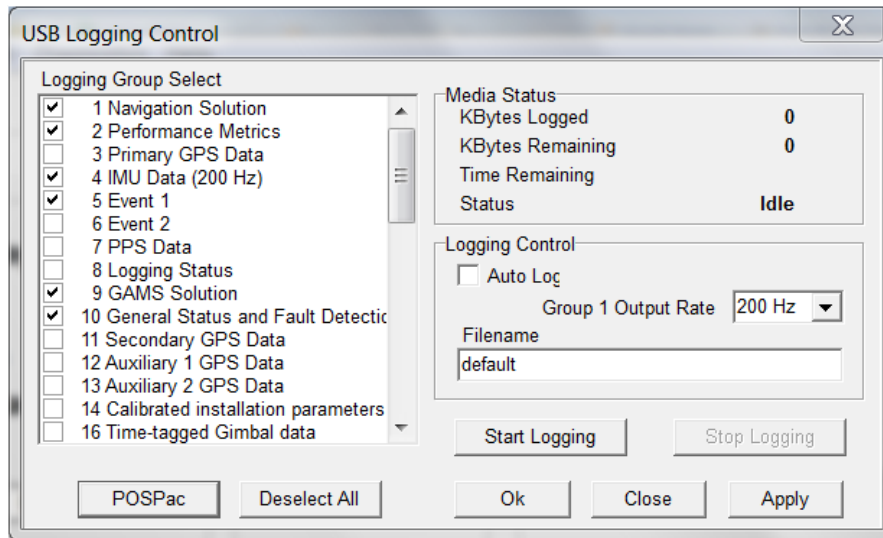 USB Logging Control
Logging Group Select
1 Navigation Solution
2 Performance Metrics
3 Primary GPS Data
4 IMU Data (200 Hz)
5 Event 1
6 Event 2
7 PPS Data
8 Logging Status
9 GAMS Solution
10 General Status and Fault Detectic
11 Secondary GPS Data
12 Auxiliary 1 GPS Data
13 Auxiliary 2 GPS Data
14 Calibrated installation parameters
16 Time-tagged Gimbal data
POSPac
Deselect All
Media Status
KBytes Logged 0
KBytes Remaining 0
Time Remaining
Status Idle
Logging Control
Auto Log
Group 1 Output Rate 200 Hz
Filename
default
Start Logging
Stop Logging
Ok
Close
Apply